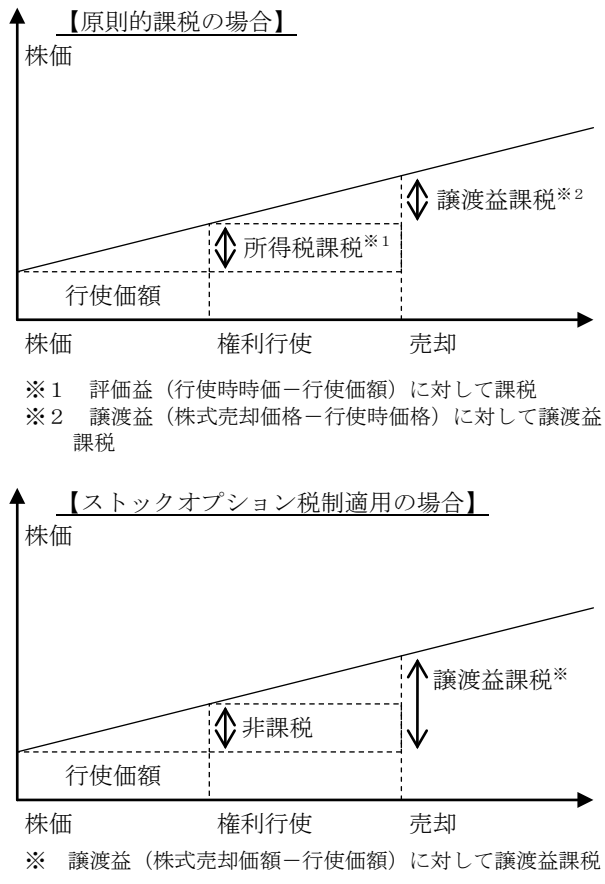 【原則的課税の場合】
株価
譲渡益課税※2
所得税課税※1
行使価額
株価 権利行使 売却
※1 評価益（行使時時価－行使価額）に対して課税
※2 譲渡益（株式売却価格－行使時価格）に対して譲渡益
課税
【ストックオプション税制適用の場合】
株価
譲渡益課税※
非課税
行使価額
株価 権利行使 売却
※ 譲渡益（株式売却価額－行使価額）に対して譲渡益課税